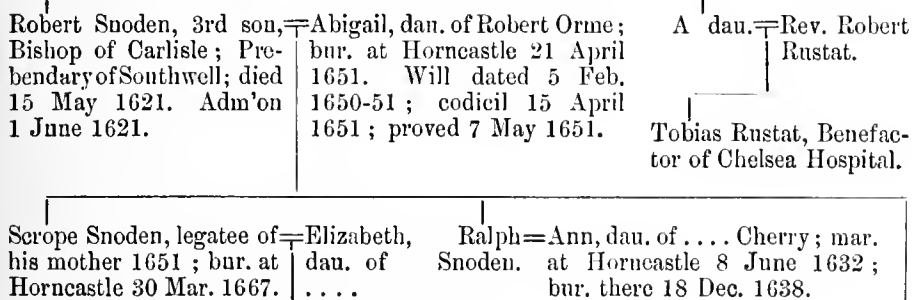 Robert Snoden, 3rd son,
Bishop of Carlisle ; Pre-
bendary of Southwell; died
15 May 1621. Adm'on
1 June 1621.
=Abigail, dau. of Robert Orme ;
bur. at Horncastle 21 April
1651. Will dated 5 Feb.
1650-51 ; codicil 15 April
1651 ; proved 7 May 1651.
A dau.=Rev. Robert
Rustat.
Tobias Rustat, Benefac-
tor of Chelsea Hospital.
Scrope Snoden, legatee of
his mother 1651 ; bur. at
Horncastle 30 Mar. 1667.
=Elizabeth,
dau. of
. . . .
Ralph
Snoden.
=Ann, dau. of . . . . Cherry ; mar.
at Horncastle 8 June 1632 ;
bur. there 18 Dec. 1638.